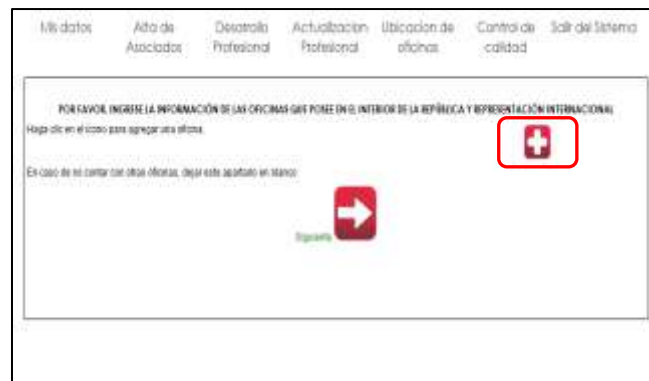 Mis datos Alta de Asociados Desarrollo Profesional Actualizacion Profesional Ubicacion de oficinas Control de calidad Salir del Sistema
POR FAVOR, INGRESE LA INFORMACIÓN DE LAS OFICINAS QUE POSEE EN EL INTERIOR DE LA REPÚBLICA Y REPRESENTACIÓN INTERNACIONAL
Haga clic en el icono para agregar una oficina.
En caso de no contar con otras oficinas, dejar este apartado en blanco
Siguiente